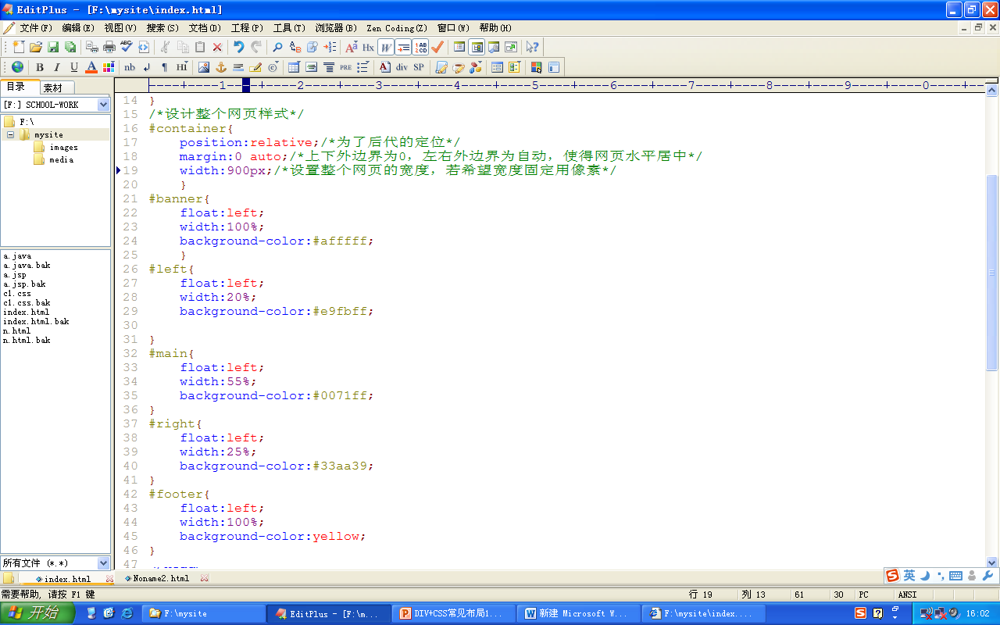 EditPlus - [F:\mysite\index.html]
文件(F) 编辑(E) 视图(V) 搜索(S) 文档(D) 工程(P) 工具(T) 浏览器(B) Zen Coding(Z) 窗口(W) 帮助(H)
B I U A nb ¶ HI PRE A div SP
目录 素材
[F:] SCHOOL-WORK
F:\
mysite
images
media
a.java
a.java.bak
a.jsp
a.jsp.bak
c1.css
c1.css.bak
index.html
index.html.bak
n.html
n.html.bak
所有文件 (*.*)
----+----1----+----2----+----3----+----4----+----5----+----6----+----7----+----8----+----9----+----0----+----
14 }
15 /*设计整个网页样式*/
16 #container{
17 position:relative;/*为了后代的定位*/
18 margin:0 auto;/*上下外边界为0，左右外边界为自动，使得网页水平居中*/
19 width:900px;/*设置整个网页的宽度，若希望宽度固定用像素*/
20 }
21 #banner{
22 float:left;
23 width:100%;
24 background-color:#afffff;
25 }
26 #left{
27 float:left;
28 width:20%;
29 background-color:#e9fbff;
30
31 }
32 #main{
33 float:left;
34 width:55%;
35 background-color:#0071ff;
36 }
37 #right{
38 float:left;
39 width:25%;
40 background-color:#33aa39;
41 }
42 #footer{
43 float:left;
44 width:100%;
45 background-color:yellow;
46 }
47
index.html Noname2.html
英
需要帮助, 请按 F1 键 行 19 列 13 61 30 PC ANSI
开始 F:\mysite EditPlus - [F:\m... DIV+CSS常见布局1... 新建 Microsoft W... F:\mysite\index.... 16:02